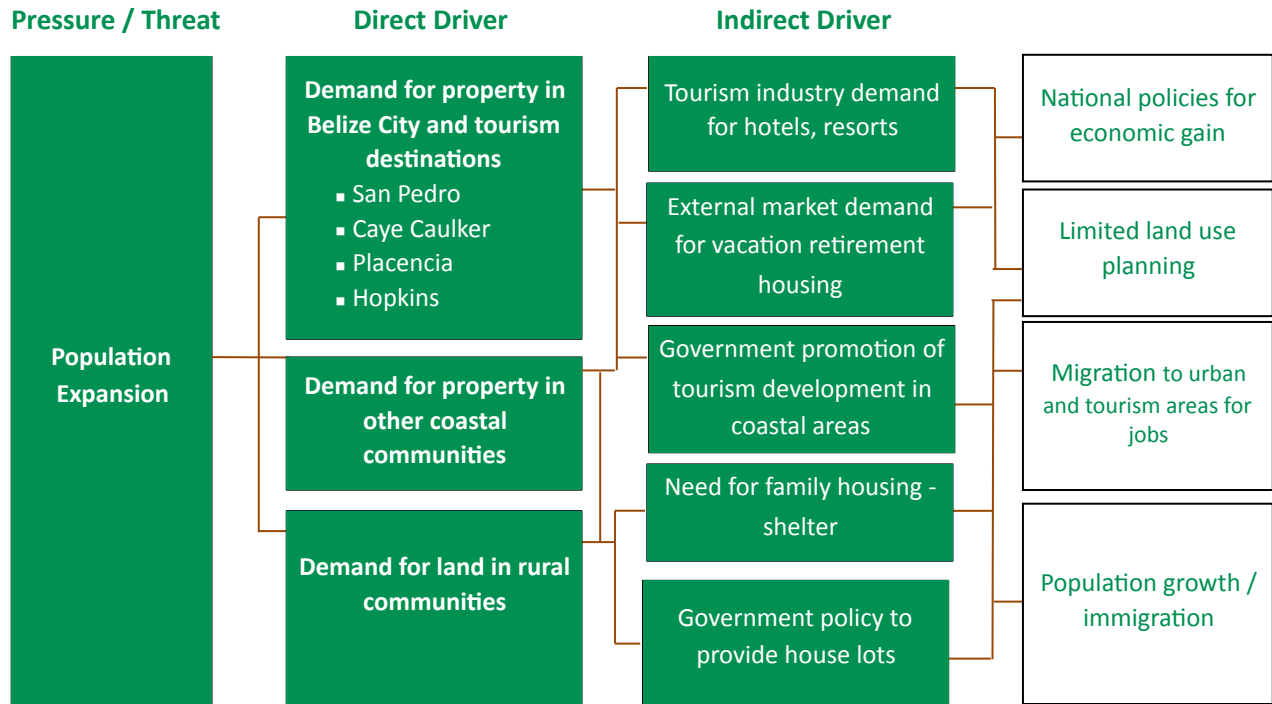 Pressure / Threat
Direct Driver
Indirect Driver
Population
Expansion
Demand for property in
Belize City and tourism
destinations
▪ San Pedro
▪ Caye Caulker
▪ Placencia
▪ Hopkins
Demand for property in
other coastal
communities
Demand for land in rural
communities
Tourism industry demand
for hotels, resorts
External market demand
for vacation retirement
housing
Government promotion of
tourism development in
coastal areas
Need for family housing -
shelter
Government policy to
provide house lots
National policies for
economic gain
Limited land use
planning
Migration to urban
and tourism areas for
jobs
Population growth /
immigration